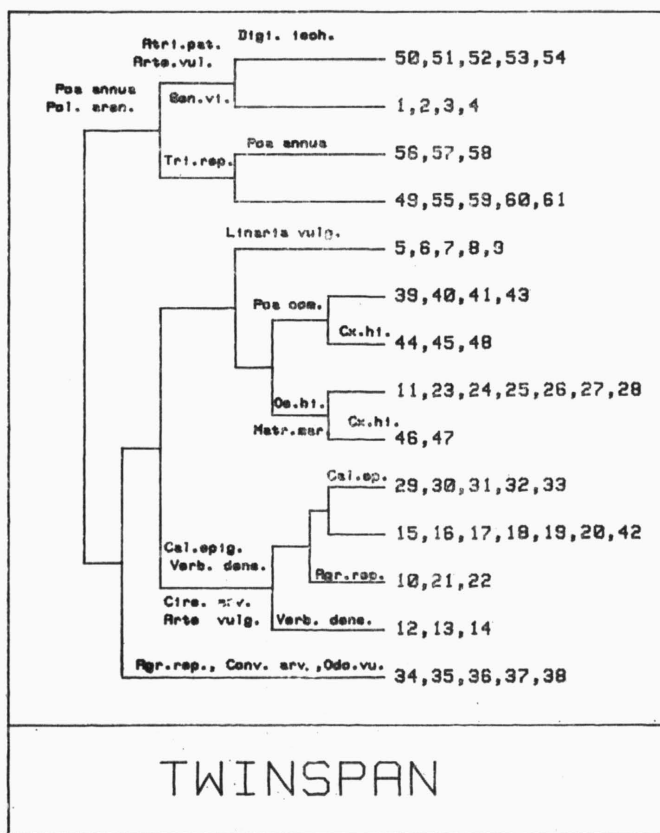 Digi. isch.
Atri.pat.
Arte.vul.
50,51,52,53,54
Poa annua
Pol. aren.
Sen.vi.
1,2,3,4
Poa annua
56,57,58
Tri.rep.
49,55,59,60,61
Linaria vulg.
5,6,7,8,9
39,40,41,43
Poa com.
Cx.hi.
44,45,48
11,23,24,25,26,27,28
Oe.hi.
Matr.mar.
Cx.hi.
46,47
Cal.ep.
29,30,31,32,33
15,16,17,18,19,20,42
Cal.epig.
Verb. dens.
Agr.rep.
10,21,22
Cirs. arv.
Arte vulg.
Verb. dens.
12,13,14
Agr.rep., Conv. arv.,Odo.vu.
34,35,36,37,38
TWINSPAN